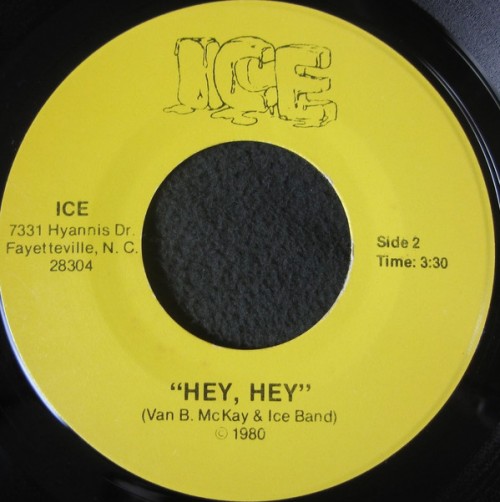 ICE
ICE
7331 Hyannis Dr.
Fayetteville, N. C.
28304
Side 2
Time: 3:30
"HEY, HEY"
(Van B. McKay & Ice Band)
© 1980